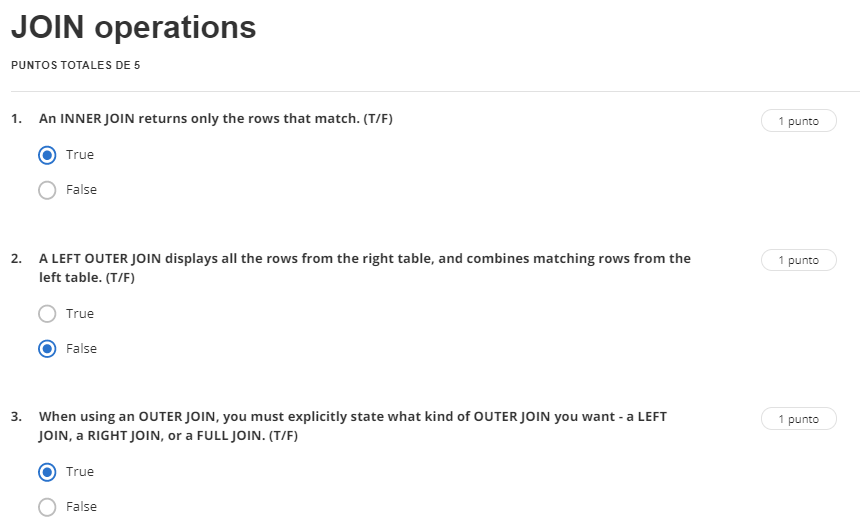 JOIN operations
PUNTOS TOTALES DE 5
1. An INNER JOIN returns only the rows that match. (T/F)
1 punto
True
False
2. A LEFT OUTER JOIN displays all the rows from the right table, and combines matching rows from the
left table. (T/F)
1 punto
True
False
3. When using an OUTER JOIN, you must explicitly state what kind of OUTER JOIN you want - a LEFT
JOIN, a RIGHT JOIN, or a FULL JOIN. (T/F)
1 punto
True
False